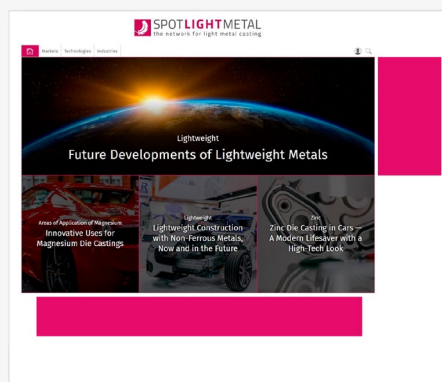 SPOTLIGHTMETAL
the network for light metal casting
Markets Technologies Industries
Lightweight
Future Developments of Lightweight Metals
Areas of Application of Magnesium
Innovative Uses for
Magnesium Die Castings
Lightweight
Lightweight Construction
with Non-Ferrous Metals,
Now and in the Future
Zinc
Zinc Die Casting in Cars —
A Modern Lifesaver with a
High-Tech Look